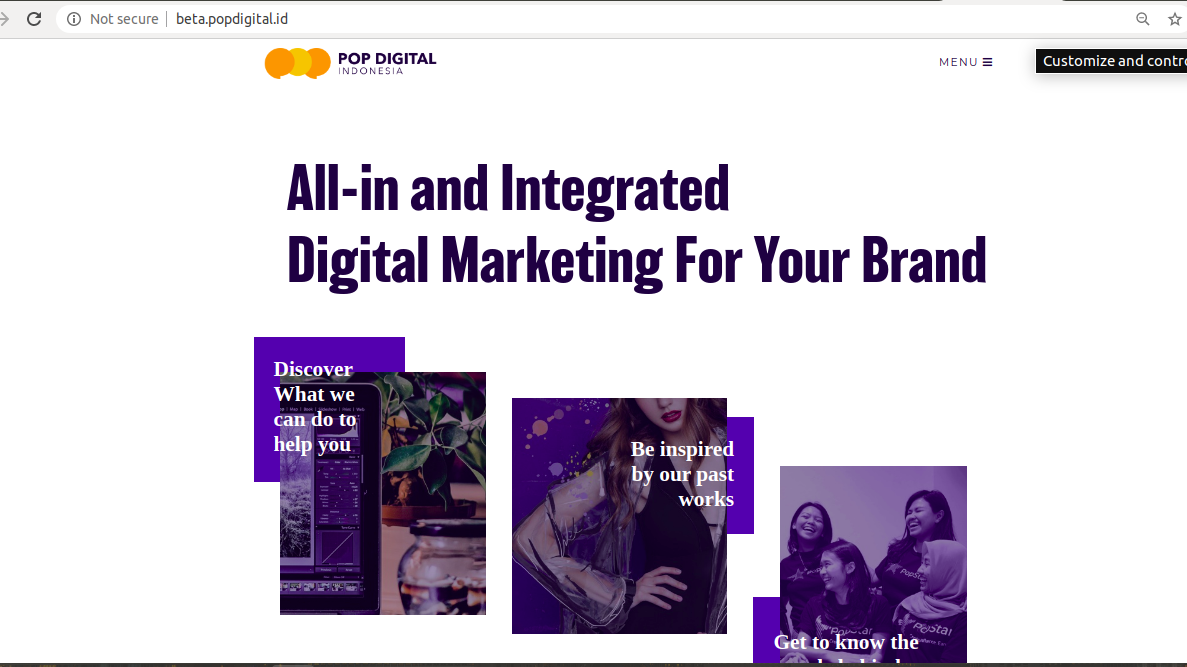 Not secure
beta.popdigital.id
POP DIGITAL
INDONESIA
MENU
Customize and contro
All-in and Integrated
Digital Marketing For Your Brand
Discover
What we
can do to
help you
Be inspired
by our past
works
PopStar
PopStar
Get to know the